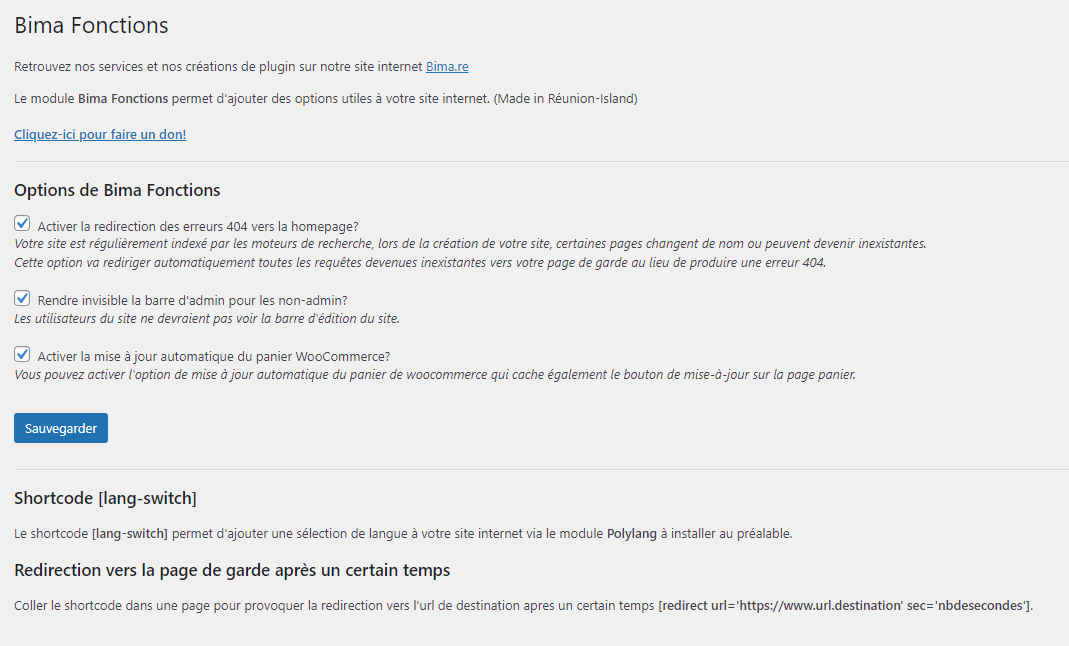 Bima Fonctions
Retrouvez nos services et nos créations de plugin sur notre site internet Bima.re
Le module Bima Fonctions permet d'ajouter des options utiles à votre site internet. (Made in Réunion-Island)
Cliquez-ici pour faire un don!
Options de Bima Fonctions
Activer la redirection des erreurs 404 vers la homepage?
Votre site est régulièrement indexé par les moteurs de recherche, lors de la création de votre site, certaines pages changent de nom ou peuvent devenir inexistantes.
Cette option va rediriger automatiquement toutes les requêtes devenues inexistantes vers votre page de garde au lieu de produire une erreur 404.
Rendre invisible la barre d'admin pour les non-admin?
Les utilisateurs du site ne devraient pas voir la barre d'édition du site.
Activer la mise à jour automatique du panier WooCommerce?
Vous pouvez activer l'option de mise à jour automatique du panier de woocommerce qui cache également le bouton de mise-à-jour sur la page panier.
Sauvegarder
Shortcode [lang-switch]
Le shortcode [lang-switch] permet d'ajouter une sélection de langue à votre site internet via le module Polylang à installer au préalable.
Redirection vers la page de garde après un certain temps
Coller le shortcode dans une page pour provoquer la redirection vers l'url de destination apres un certain temps [redirect url='https://www.url.destination' sec='nbdesecondes'].